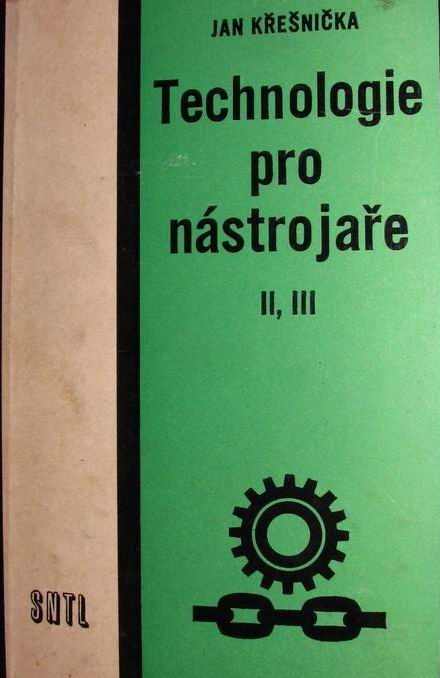 JAN KŘEŠNIČKA
Technologie
pro
nástrojaře
II, III
SNTL